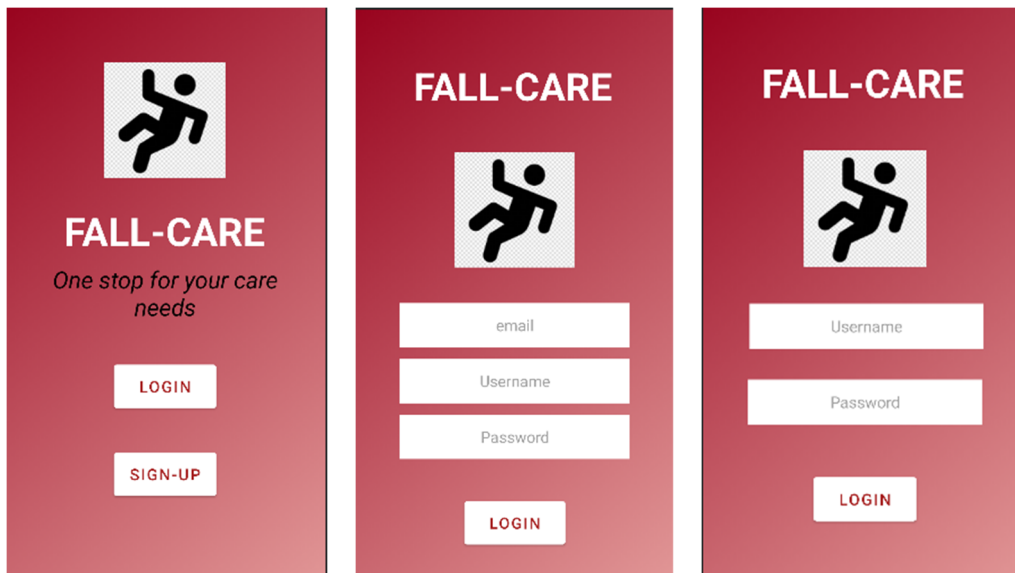 FALL-CARE
One stop for your care
needs
LOGIN
SIGN-UP
FALL-CARE
email
Username
Password
LOGIN
FALL-CARE
Username
Password
LOGIN